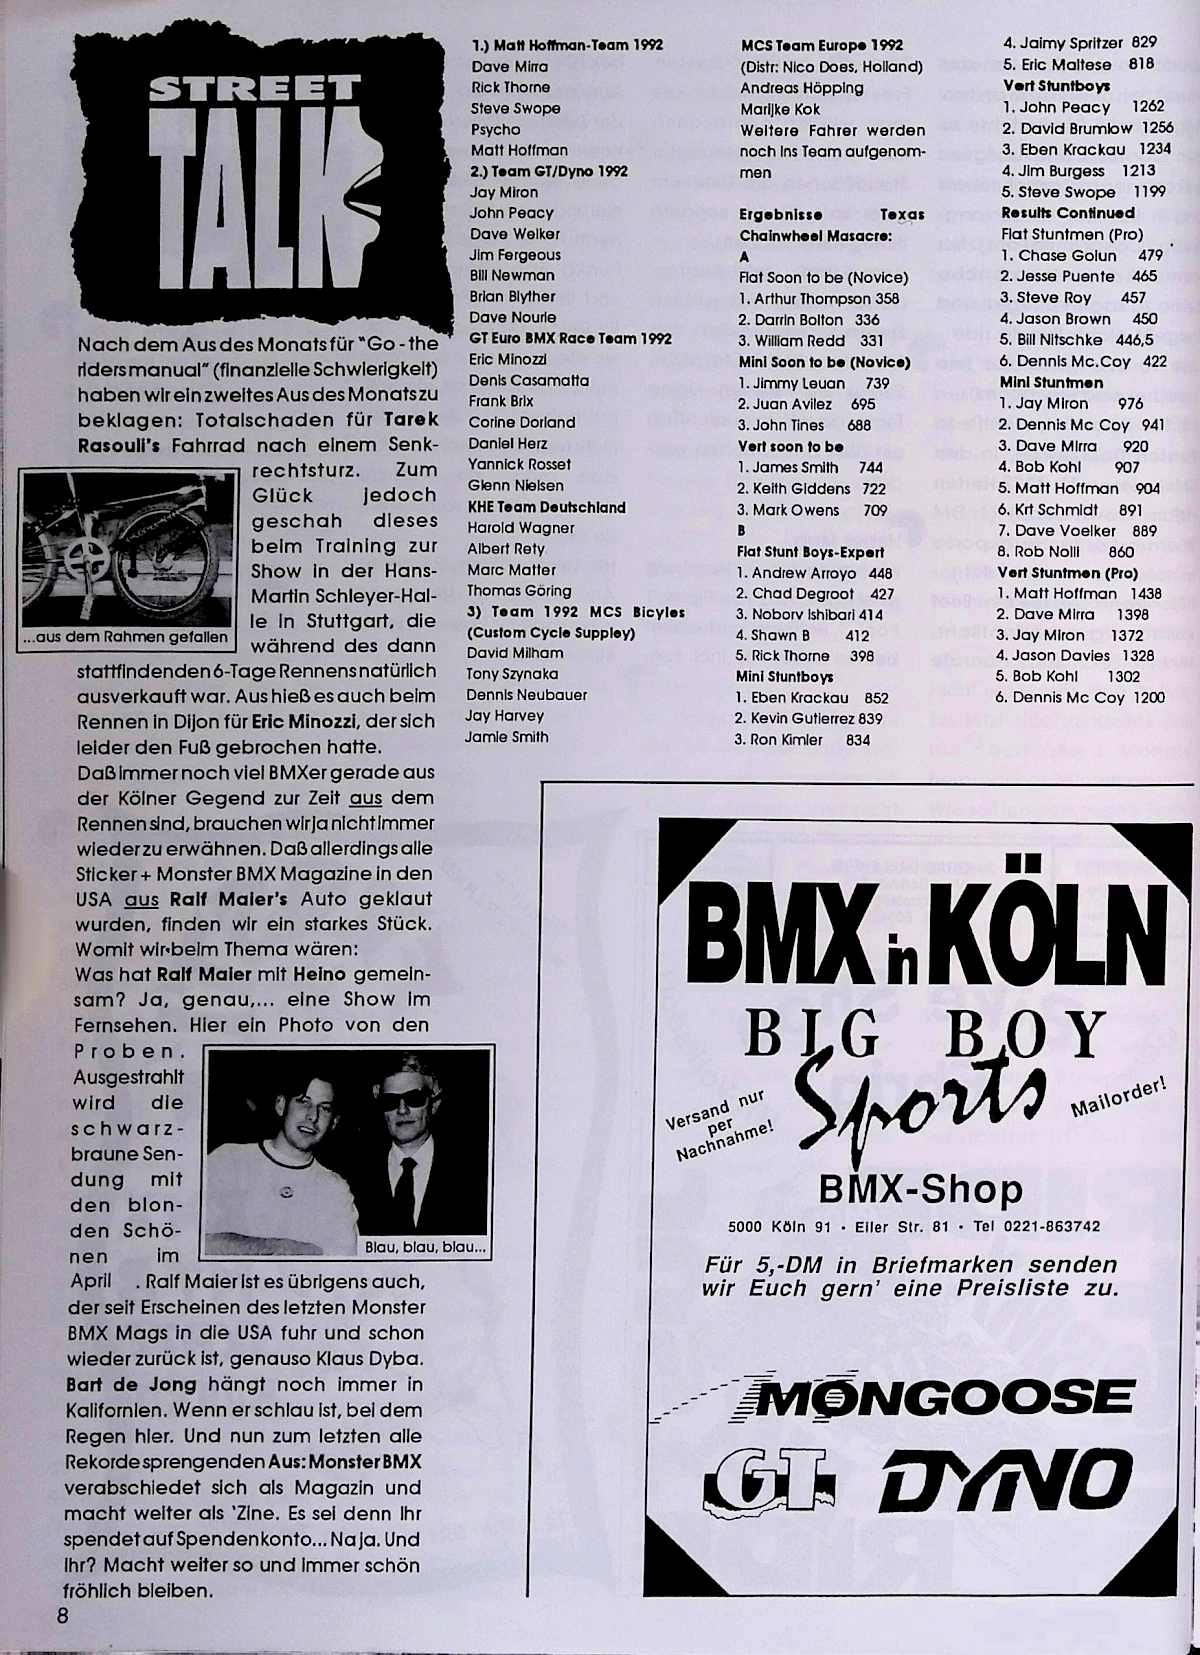 STREET
TALK
Nach dem Aus des Monats für "Go - the
riders manual" (finanzielle Schwierigkeit)
haben wir ein zweites Aus des Monats zu
beklagen: Totalschaden für Tarek
Rasouli's Fahrrad nach einem Senk-
rechtsturz. Zum
Glück jedoch
geschah dieses
beim Training zur
Show in der Hans-
Martin Schleyer-Hal-
le in Stuttgart, die
während des dann
...aus dem Rahmen gefallen
stattfindenden 6-Tage Rennens natürlich
ausverkauft war. Aus hieß es auch beim
Rennen in Dijon für Eric Minozzi, der sich
leider den Fuß gebrochen hatte.
Daß immer noch viel BMXer gerade aus
der Kölner Gegend zur Zeit aus dem
Rennen sind, brauchen wir ja nicht immer
wieder zu erwähnen. Daß allerdings alle
Sticker + Monster BMX Magazine in den
USA aus Ralf Maier's Auto geklaut
wurden, finden wir ein starkes Stück.
Womit wir beim Thema wären:
Was hat Ralf Maier mit Heino gemein-
sam? Ja, genau,... eine Show im
Fernsehen. Hier ein Photo von den
Proben.
Ausgestrahlt
wird die
schwarz-
braune Sen-
dung mit
den blon-
den Schö-
nen im
Blau, blau, blau...
April . Ralf Maier ist es übrigens auch,
der seit Erscheinen des letzten Monster
BMX Mags in die USA fuhr und schon
wieder zurück ist, genauso Klaus Dyba.
Bart de Jong hängt noch immer in
Kalifornien. Wenn er schlau ist, bei dem
Regen hier. Und nun zum letzten alle
Rekorde sprengenden Aus: Monster BMX
verabschiedet sich als Magazin und
macht weiter als 'Zine. Es sei denn Ihr
spendet auf Spendenkonto... Na ja. Und
Ihr? Macht weiter so und immer schön
fröhlich bleiben.
8
1.) Matt Hoffman-Team 1992
Dave Mirra
Rick Thorne
Steve Swope
Psycho
Matt Hoffman
2.) Team GT/Dyno 1992
Jay Miron
John Peacy
Dave Welker
Jim Fergeous
Bill Newman
Brian Blyther
Dave Nourie
GT Euro BMX Race Team 1992
Eric Minozzi
Denis Casamatta
Frank Brix
Corine Dorland
Daniel Herz
Yannick Rosset
Glenn Nielsen
KHE Team Deutschland
Harold Wagner
Albert Rety
Marc Matter
Thomas Göring
3) Team 1992 MCS Bicyles
(Custom Cycle Suppley)
David Milham
Tony Szynaka
Dennis Neubauer
Jay Harvey
Jamie Smith
MCS Team Europe 1992
(Distr: Nico Does, Holland)
Andreas Höpping
Marijke Kok
Weitere Fahrer werden
noch ins Team aufgenom-
men
Ergebnisse Texas
Chainwheel Masacre:
A
Flat Soon to be (Novice)
1. Arthur Thompson 358
2. Darrin Bolton 336
3. William Redd 331
Mini Soon to be (Novice)
1. Jimmy Leuan 739
2. Juan Avilez 695
3. John Tines 688
Vert soon to be
1. James Smith 744
2. Keith Giddens 722
3. Mark Owens 709
B
Flat Stunt Boys-Expert
1. Andrew Arroyo 448
2. Chad Degroot 427
3. Nobory Ishibari 414
4. Shawn B 412
5. Rick Thorne 398
Mini Stuntboys
1. Eben Krackau 852
2. Kevin Gutierrez 839
3. Ron Kimler 834
4. Jaimy Spritzer 829
5. Eric Maltese 818
Vert Stuntboys
1. John Peacy 1262
2. David Brumlow 1256
3. Eben Krackau 1234
4. Jim Burgess 1213
5. Steve Swope 1199
Results Continued
Flat Stuntmen (Pro)
1. Chase Golun 479
2. Jesse Puente 465
3. Steve Roy 457
4. Jason Brown 450
5. Bill Nitschke 446,5
6. Dennis Mc.Coy 422
Mini Stuntmen
1. Jay Miron 976
2. Dennis Mc Coy 941
3. Dave Mirra 920
4. Bob Kohl 907
5. Matt Hoffman 904
6. Krt Schmidt 891
7. Dave Voelker 889
8. Rob Nolli 860
Vert Stuntmen (Pro)
1. Matt Hoffman 1438
2. Dave Mirra 1398
3. Jay Miron 1372
4. Jason Davies 1328
5. Bob Kohl 1302
6. Dennis Mc Coy 1200
BMX in KÖLN
BIG BOY
Sports
Versand nur
per
Nachnahme!
Mailorder!
BMX-Shop
5000 Köln 91 · Eiler Str. 81 · Tel 0221-863742
Für 5,-DM in Briefmarken senden
wir Euch gern' eine Preisliste zu.
MONGOOSE
GT DYNO